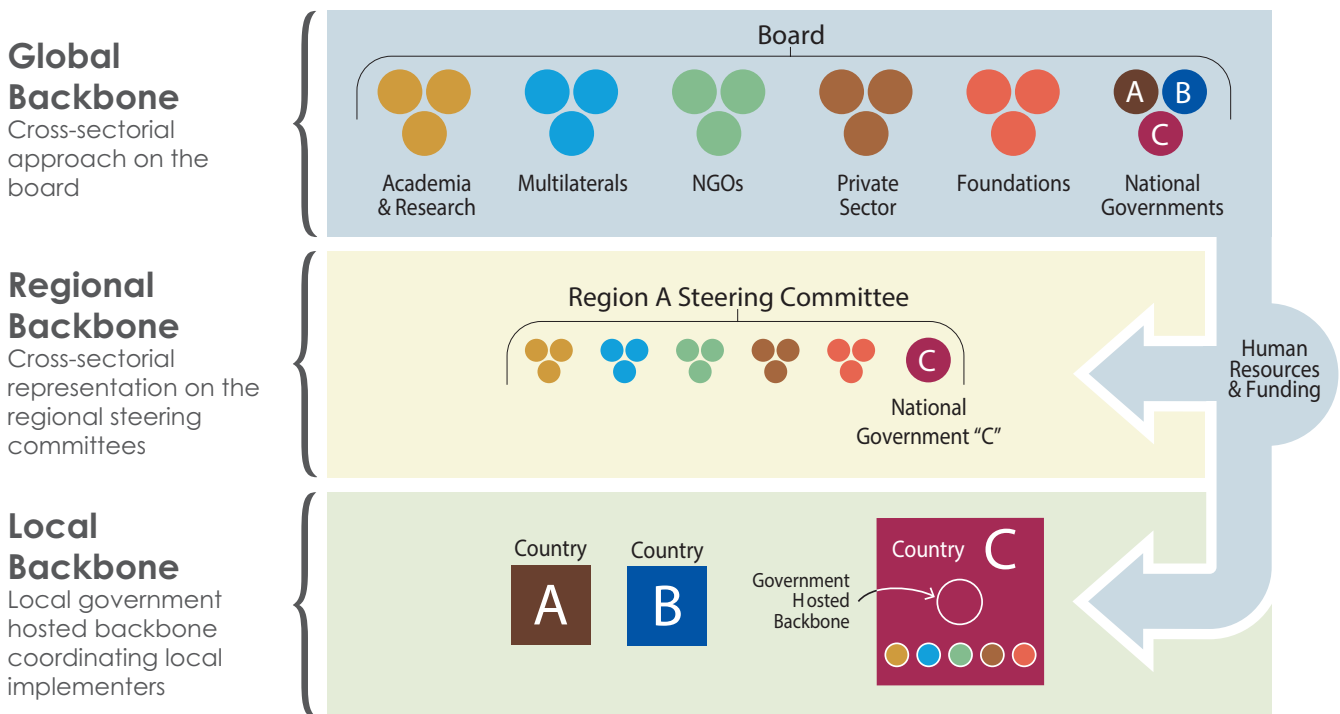 Global
Backbone
Cross-sectorial
approach on the
board
Board
Academia
& Research
Multilaterals
NGOs
Private
Sector
Foundations
A
B
C
National
Governments
Regional
Backbone
Cross-sectorial
representation on the
regional steering
committees
Region A Steering Committee
C
National
Government “C”
Human
Resources
& Funding
Local
Backbone
Local government
hosted backbone
coordinating local
implementers
Country
A
Country
B
Government
Hosted
Backbone
Country C